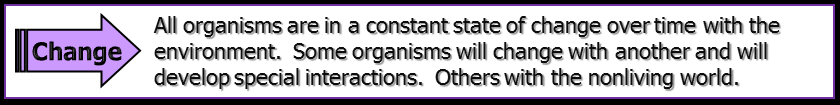 Change
All organisms are in a constant state of change over time with the
environment. Some organisms will change with another and will
develop special interactions. Others with the nonliving world.